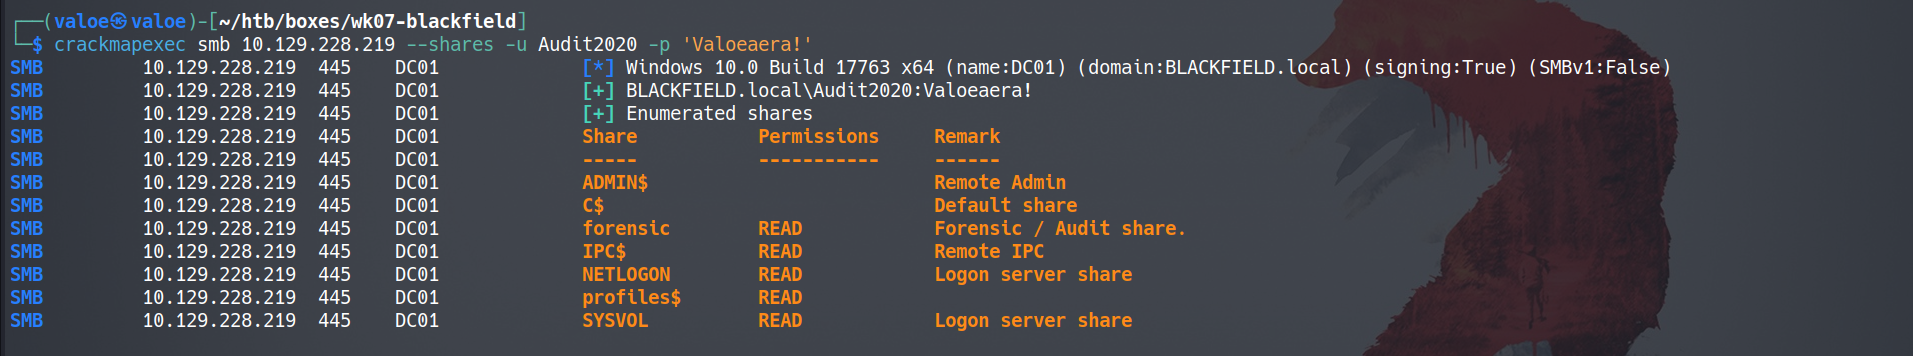 ┌──(valoe㉿valoe)-[~/htb/boxes/wk07-blackfield]
└─$ crackmapexec smb 10.129.228.219 --shares -u Audit2020 -p 'Valoeaera!'
SMB 10.129.228.219 445 DC01 [*] Windows 10.0 Build 17763 x64 (name:DC01) (domain:BLACKFIELD.local) (signing:True) (SMBv1:False)
SMB 10.129.228.219 445 DC01 [+] BLACKFIELD.local\Audit2020:Valoeaera!
SMB 10.129.228.219 445 DC01 [+] Enumerated shares
SMB 10.129.228.219 445 DC01 Share Permissions Remark
SMB 10.129.228.219 445 DC01 ----- ----------- ------
SMB 10.129.228.219 445 DC01 ADMIN$ Remote Admin
SMB 10.129.228.219 445 DC01 C$ Default share
SMB 10.129.228.219 445 DC01 forensic READ Forensic / Audit share.
SMB 10.129.228.219 445 DC01 IPC$ READ Remote IPC
SMB 10.129.228.219 445 DC01 NETLOGON READ Logon server share
SMB 10.129.228.219 445 DC01 profiles$ READ
SMB 10.129.228.219 445 DC01 SYSVOL READ Logon server share